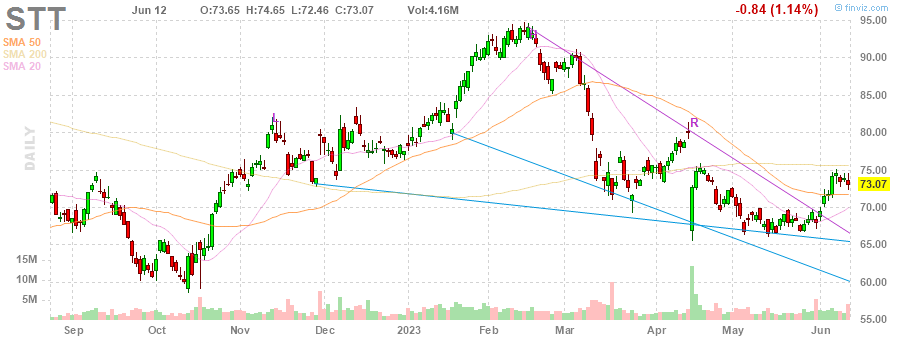 STT Jun 12 O:73.65 H:74.65 L:72.46 C:73.07 Vol:4.16M -0.84 (1.14%) finviz.com
SMA 50
SMA 200
SMA 20
DAILY
95.00
90.00
85.00
80.00
75.00
73.07
70.00
65.00
60.00
55.00
15M
10M
5M
R
Sep Oct Nov Dec 2023 Feb Mar Apr May Jun